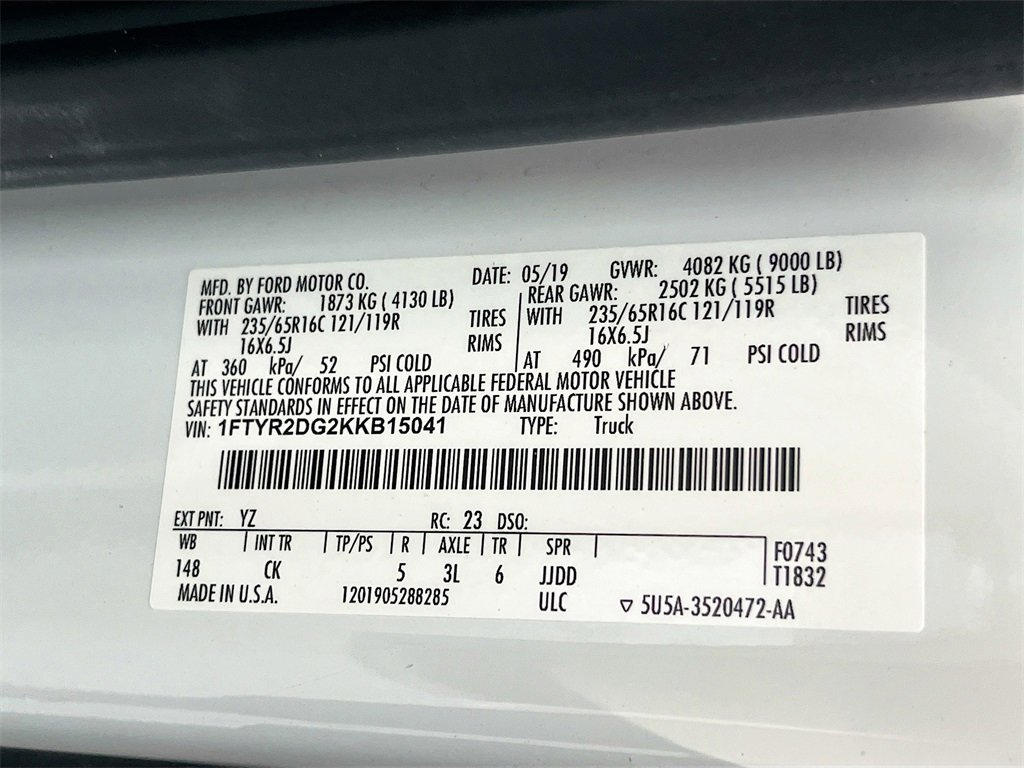 MFD. BY FORD MOTOR CO. DATE: 05/19 GVWR: 4082 KG ( 9000 LB)
FRONT GAWR: 1873 KG ( 4130 LB) REAR GAWR: 2502 KG ( 5515 LB)
WITH 235/65R16C 121/119R TIRES WITH 235/65R16C 121/119R TIRES
16X6.5J RIMS 16X6.5J RIMS
AT 360 kPa/ 52 PSI COLD AT 490 kPa/ 71 PSI COLD
THIS VEHICLE CONFORMS TO ALL APPLICABLE FEDERAL MOTOR VEHICLE
SAFETY STANDARDS IN EFFECT ON THE DATE OF MANUFACTURE SHOWN ABOVE.
VIN: 1FTYR2DG2KKB15041 TYPE: Truck
EXT PNT: YZ RC: 23 DSO:
WB INT TR TP/PS R AXLE TR SPR F0743
148 CK 5 3L 6 JJDD T1832
MADE IN U.S.A. 1201905288285 ULC ▽ 5U5A-3520472-AA